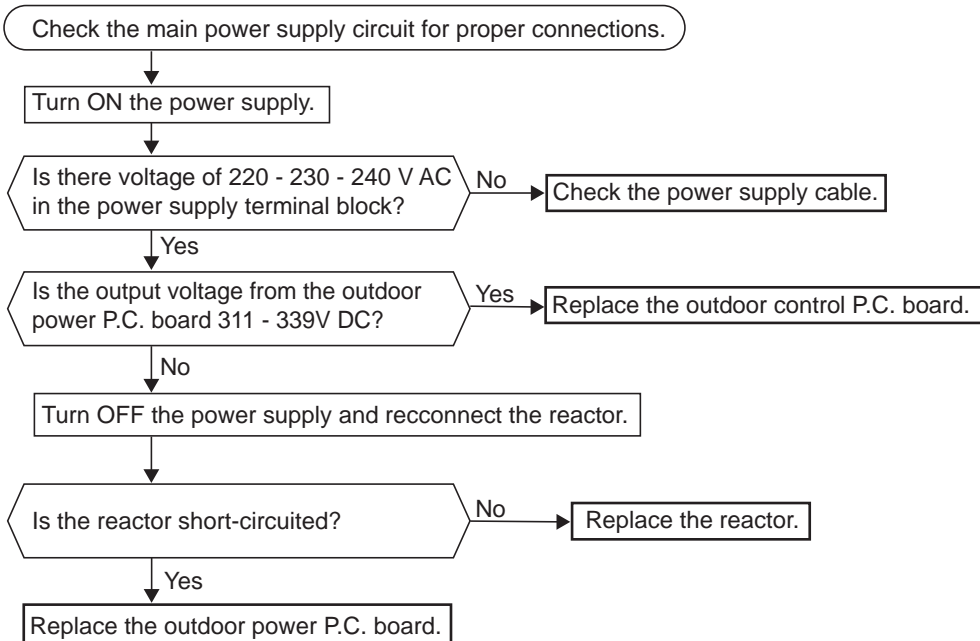 Check the main power supply circuit for proper connections.
Turn ON the power supply.
Is there voltage of 220 - 230 - 240 V AC
in the power supply terminal block?
No
Check the power supply cable.
Yes
Is the output voltage from the outdoor
power P.C. board 311 - 339V DC?
Yes
Replace the outdoor control P.C. board.
No
Turn OFF the power supply and recconnect the reactor.
Is the reactor short-circuited?
No
Replace the reactor.
Yes
Replace the outdoor power P.C. board.